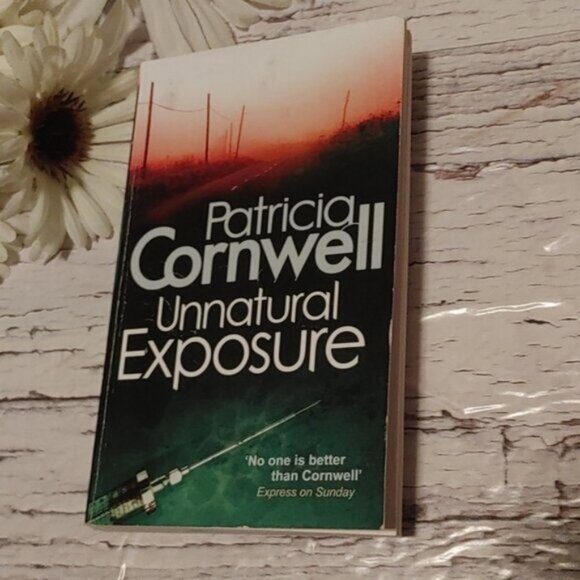 Patricia
Cornwell
Unnatural
Exposure
'No one is better
than Cornwell'
Express on Sunday